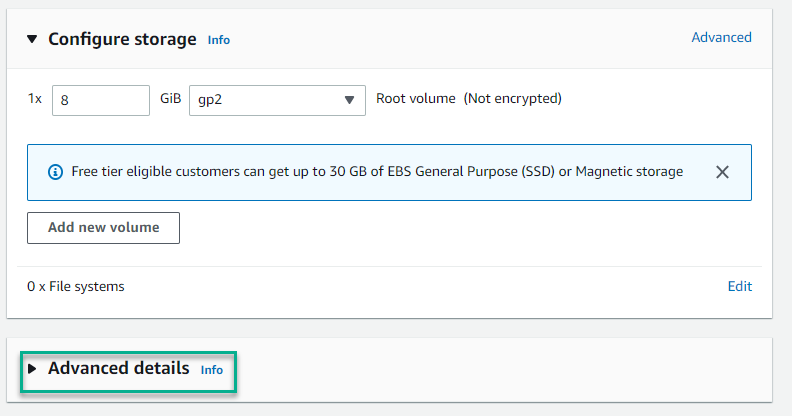 Configure storage Info Advanced
1x 8 GiB gp2 Root volume (Not encrypted)
Free tier eligible customers can get up to 30 GB of EBS General Purpose (SSD) or Magnetic storage
Add new volume
0 x File systems Edit
Advanced details Info